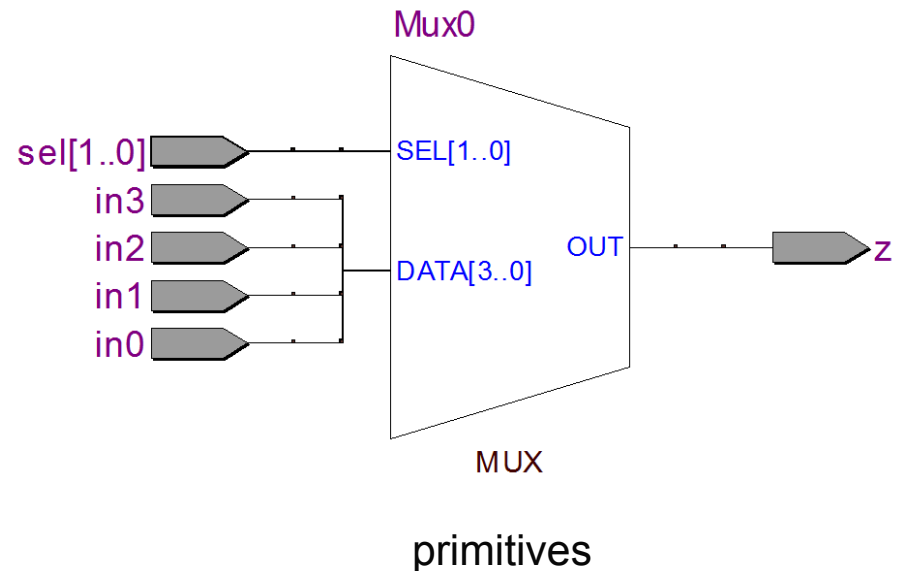 Mux0
sel[1..0]
SEL[1..0]
in3
in2
OUT
z
DATA[3..0]
in1
in0
MUX
primitives